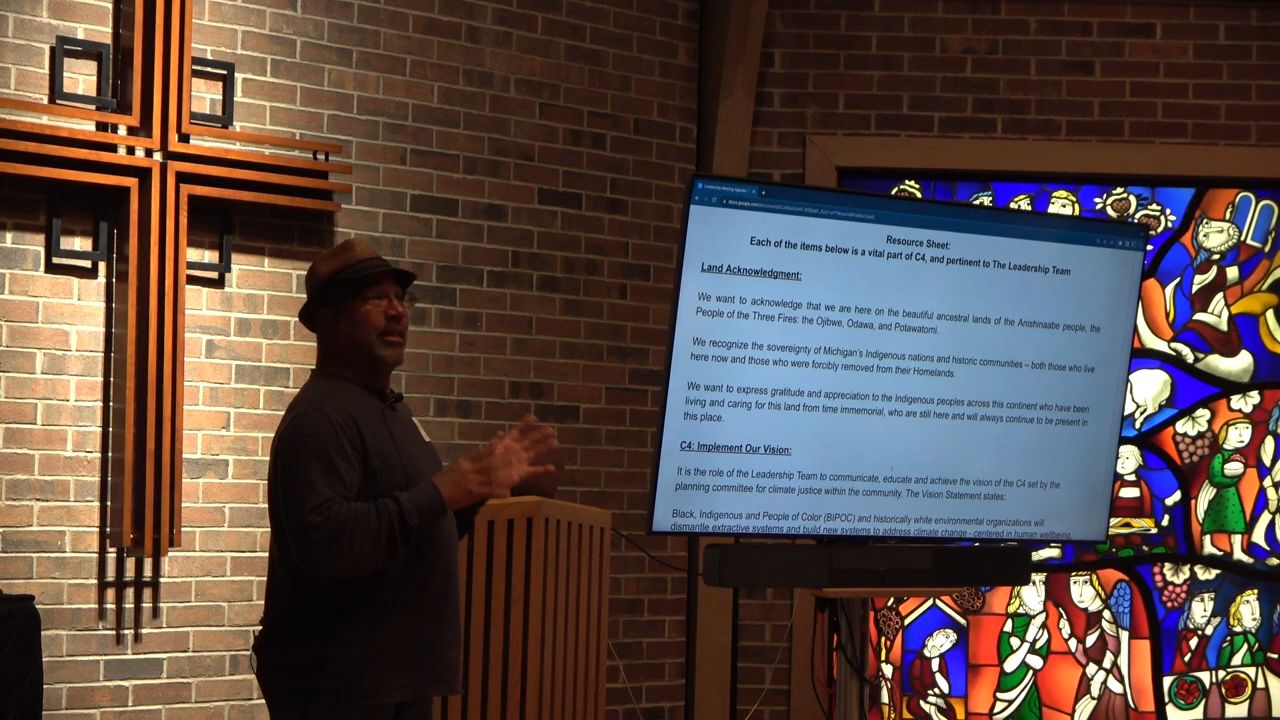 Leadership Meeting Agenda
Resource Sheet:
Each of the items below is a vital part of C4, and pertinent to The Leadership Team
Land Acknowledgment:
We want to acknowledge that we are here on the beautiful ancestral lands of the Anishinaabe people, the
People of the Three Fires: the Ojibwe, Odawa, and Potawatomi.
We recognize the sovereignty of Michigan's Indigenous nations and historic communities – both those who live
here now and those who were forcibly removed from their Homelands.
We want to express gratitude and appreciation to the Indigenous peoples across this continent who have been
living and caring for this land from time immemorial, who are still here and will always continue to be present in
this place.
C4: Implement Our Vision:
It is the role of the Leadership Team to communicate, educate and achieve the vision of the C4 set by the
planning committee for climate justice within the community. The Vision Statement states:
Black, Indigenous and People of Color (BIPOC) and historically white environmental organizations will
dismantle extractive systems and build new systems to address climate change - centered in human wellbeing,